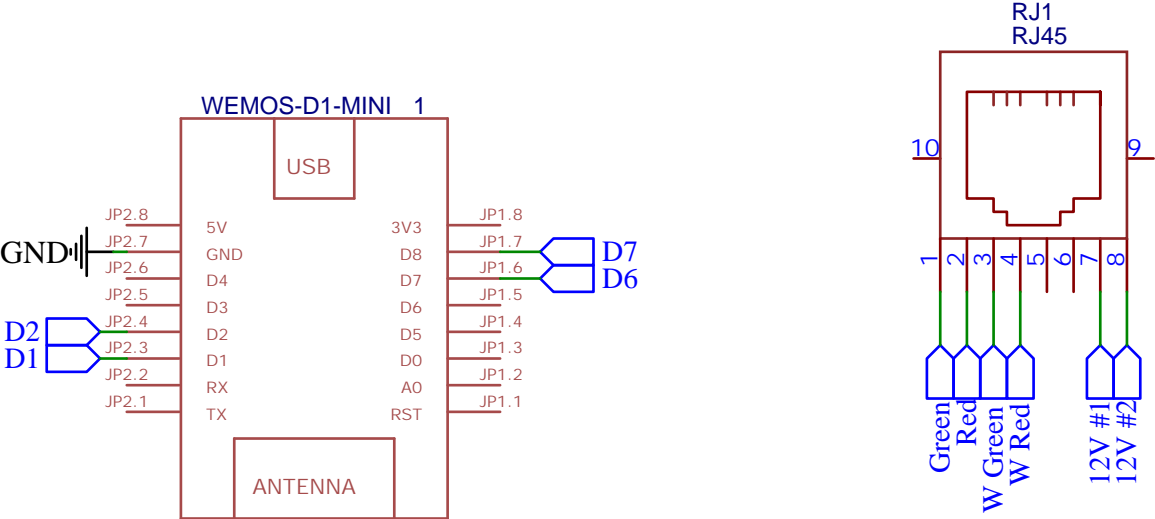 RJ1
RJ45
WEMOS-D1-MINI 1
USB
10
9
JP2.8 5V 3V3 JP1.8
GND JP2.7 GND D8 JP1.7 D7
JP2.6 D4 D7 JP1.6 D6
JP2.5 D3 D6 JP1.5
D2 JP2.4 D2 D5 JP1.4
D1 JP2.3 D1 D0 JP1.3
JP2.2 RX A0 JP1.2
JP2.1 TX RST JP1.1
ANTENNA
1 2 3 4 5 6 7 8
Green
Red
W Green
W Red
12V #1
12V #2